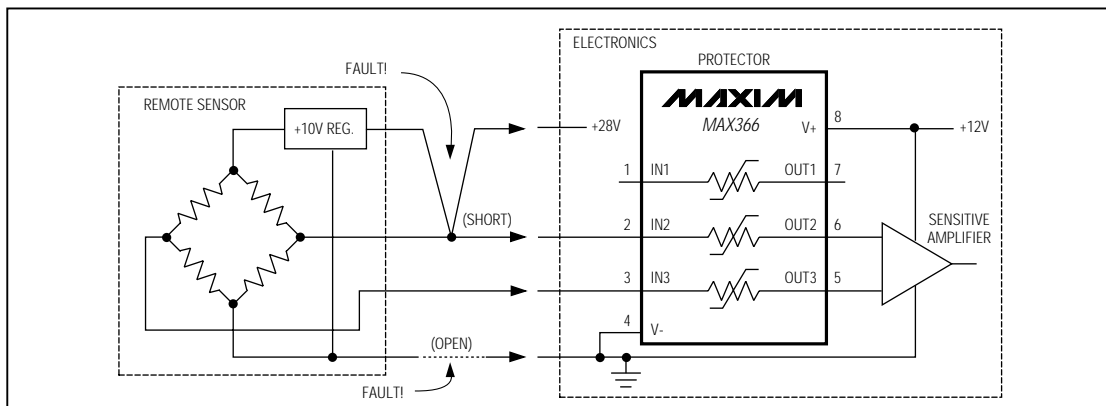 ELECTRONICS
PROTECTOR
FAULT!
REMOTE SENSOR
MAXIM
MAX366
+10V REG.
+28V
V+
8
+12V
1
IN1
OUT1
7
(SHORT)
2
IN2
OUT2
6
SENSITIVE
AMPLIFIER
3
IN3
OUT3
5
4
V-
(OPEN)
FAULT!